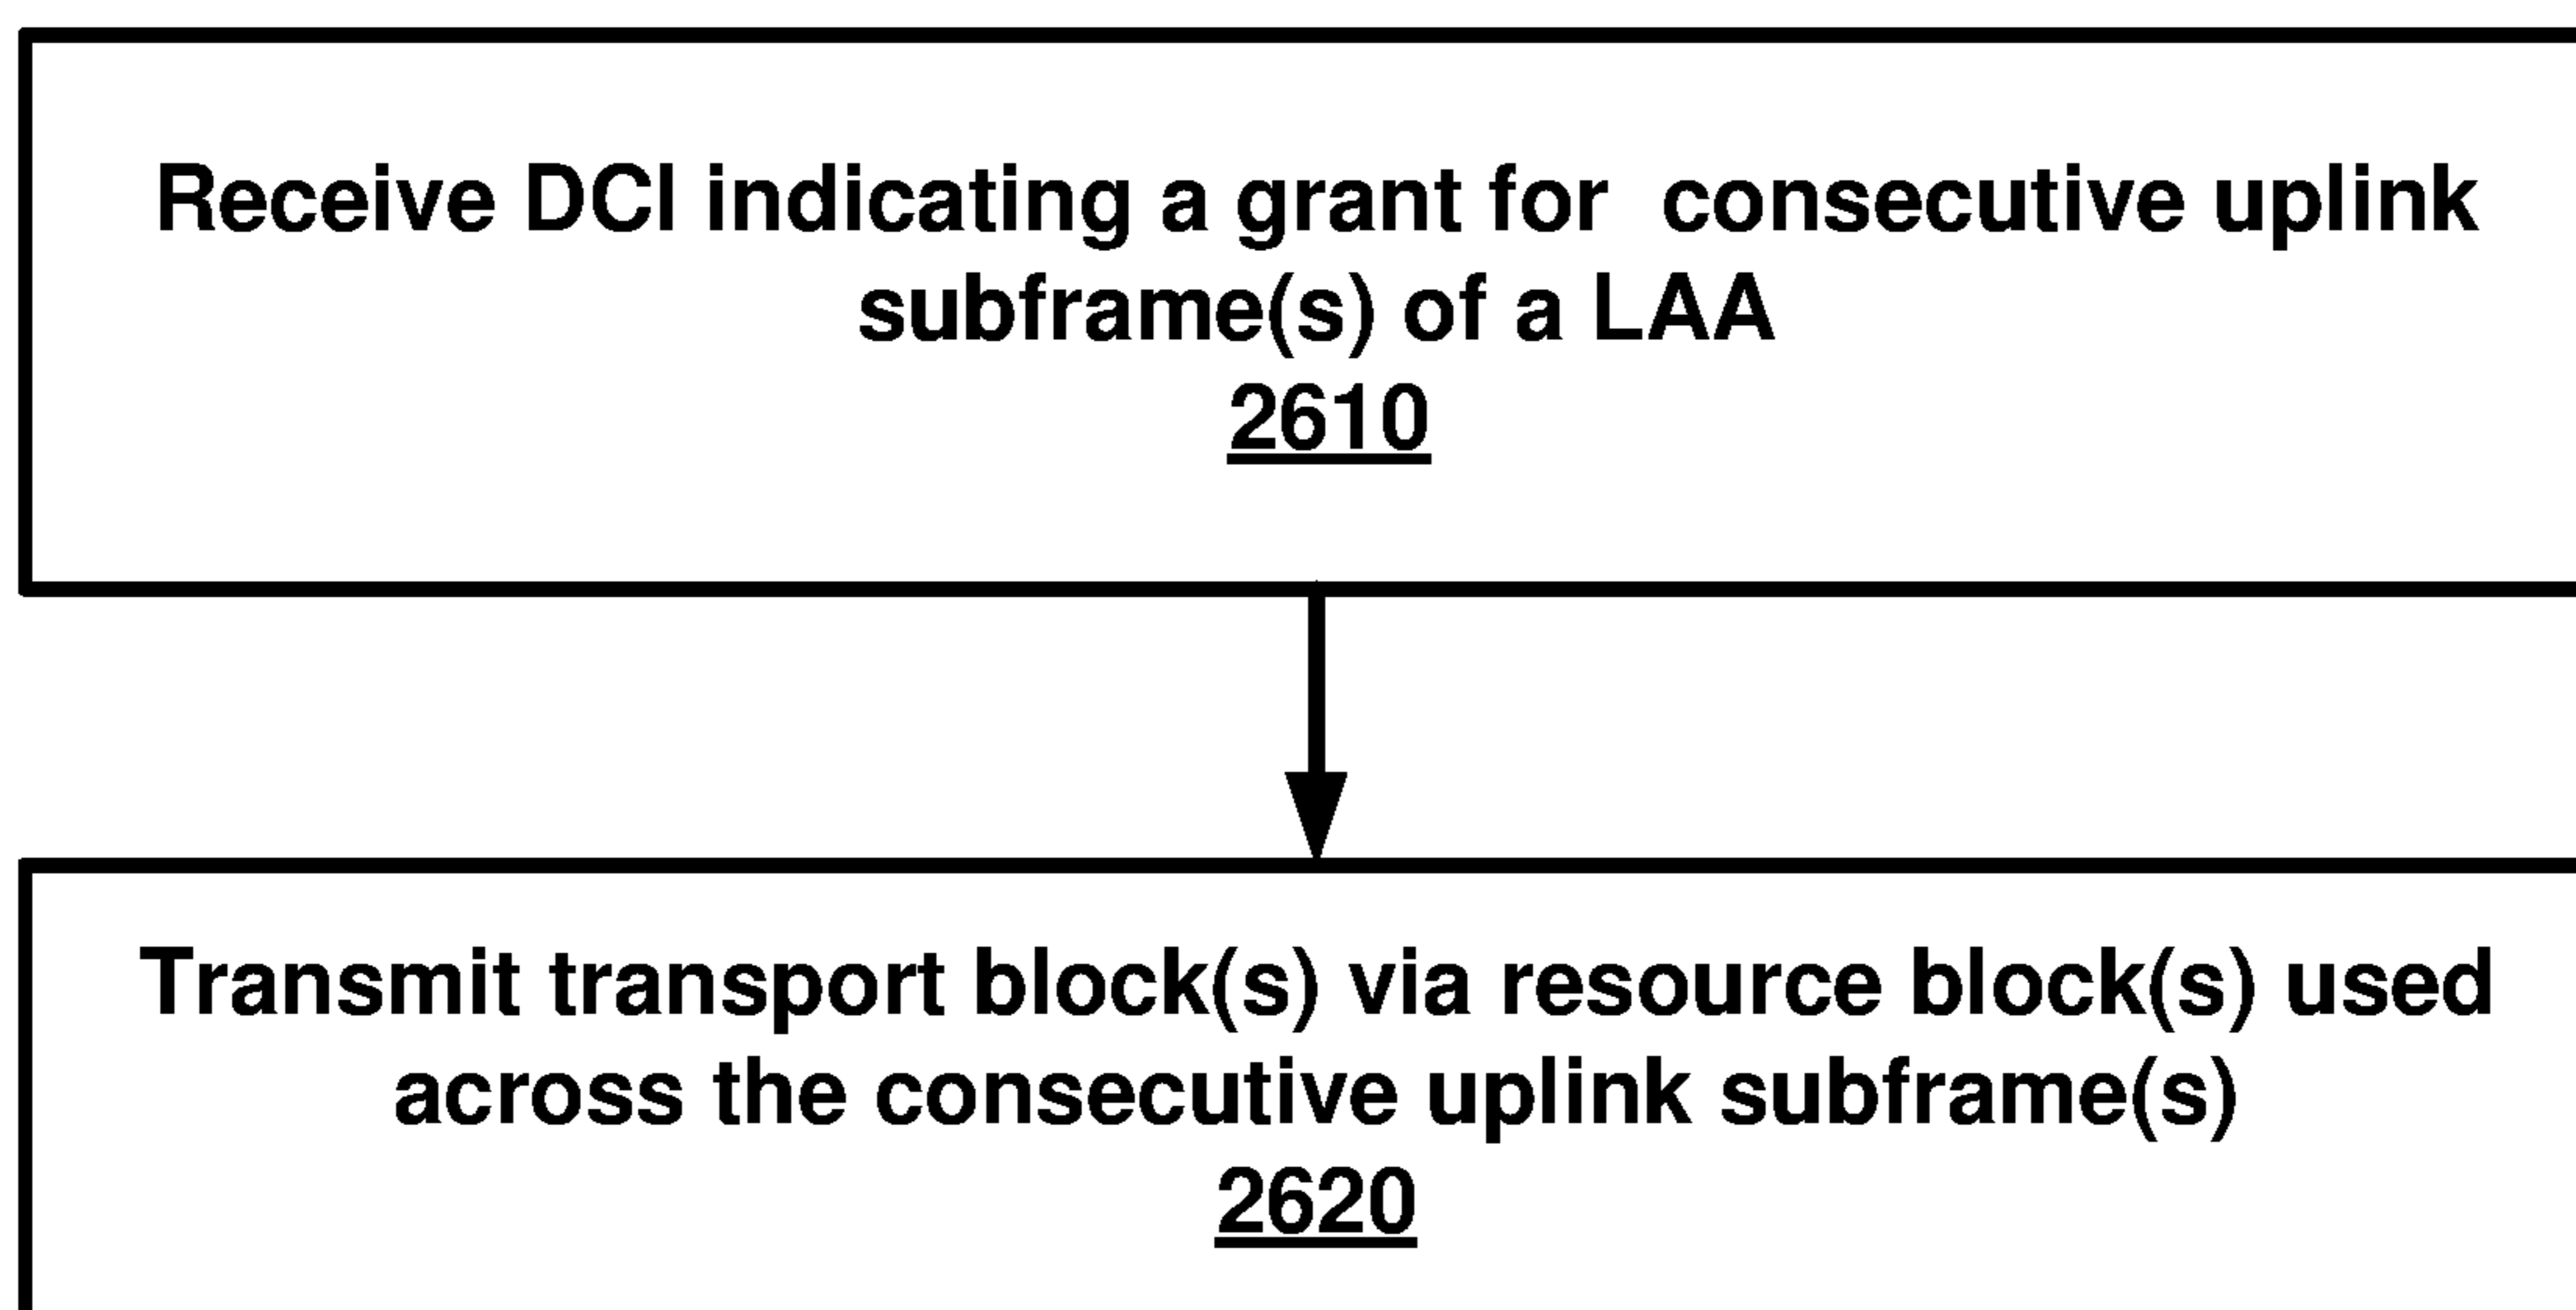 Receive DCI indicating a grant for consecutive uplink
subframe(s) of a LAA
2610
Transmit transport block(s) via resource block(s) used
across the consecutive uplink subframe(s)
2620